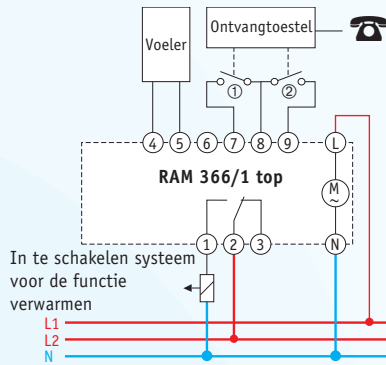 Voeler
Ontvangtoestel
① ②
4 5 6 7 8 9 L
RAM 366/1 top
M
~
1 2 3 N
In te schakelen systeem
voor de functie
verwarmen
L1
L2
N